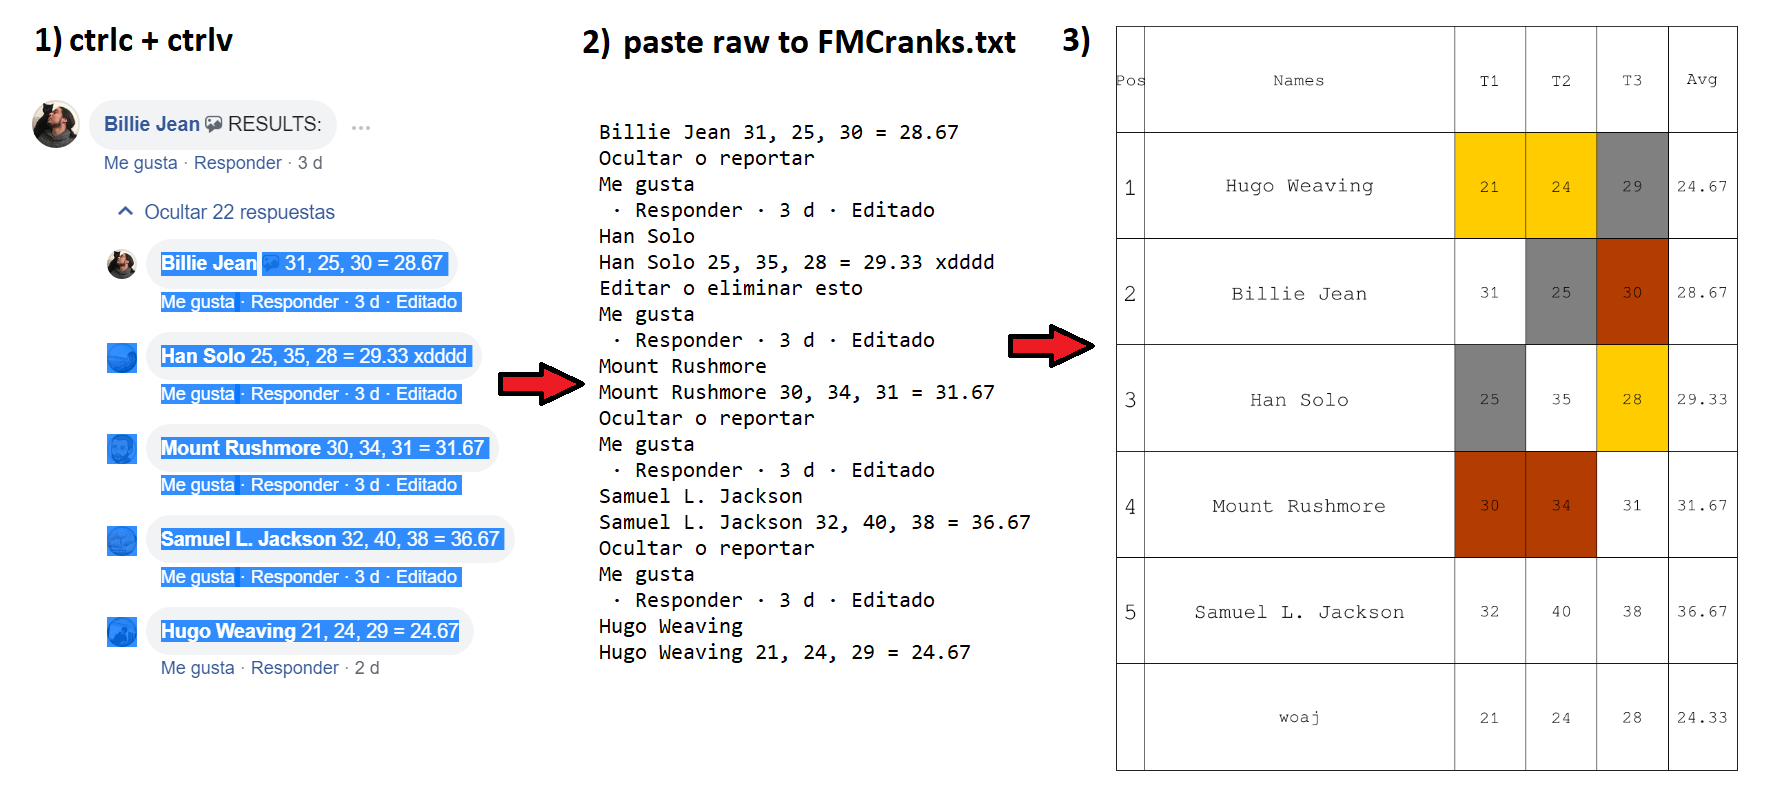 1) ctrlc + ctrlv
Billie Jean RESULTS:
Me gusta · Responder · 3 d
Ocultar 22 respuestas
Billie Jean 31, 25, 30 = 28.67
Me gusta · Responder · 3 d · Editado
Han Solo 25, 35, 28 = 29.33 xdddd
Me gusta · Responder · 3 d · Editado
Mount Rushmore 30, 34, 31 = 31.67
Me gusta · Responder · 3 d · Editado
Samuel L. Jackson 32, 40, 38 = 36.67
Me gusta · Responder · 3 d · Editado
Hugo Weaving 21, 24, 29 = 24.67
Me gusta · Responder · 2 d
2) paste raw to FMCranks.txt
Billie Jean 31, 25, 30 = 28.67
Ocultar o reportar
Me gusta
· Responder · 3 d · Editado
Han Solo
Han Solo 25, 35, 28 = 29.33 xdddd
Editar o eliminar esto
Me gusta
· Responder · 3 d · Editado
Mount Rushmore
Mount Rushmore 30, 34, 31 = 31.67
Ocultar o reportar
Me gusta
· Responder · 3 d · Editado
Samuel L. Jackson
Samuel L. Jackson 32, 40, 38 = 36.67
Ocultar o reportar
Me gusta
· Responder · 3 d · Editado
Hugo Weaving
Hugo Weaving 21, 24, 29 = 24.67
3)
Pos Names T1 T2 T3 Avg
1 Hugo Weaving 21 24 29 24.67
2 Billie Jean 31 25 30 28.67
3 Han Solo 25 35 28 29.33
4 Mount Rushmore 30 34 31 31.67
5 Samuel L. Jackson 32 40 38 36.67
woaj 21 24 28 24.33